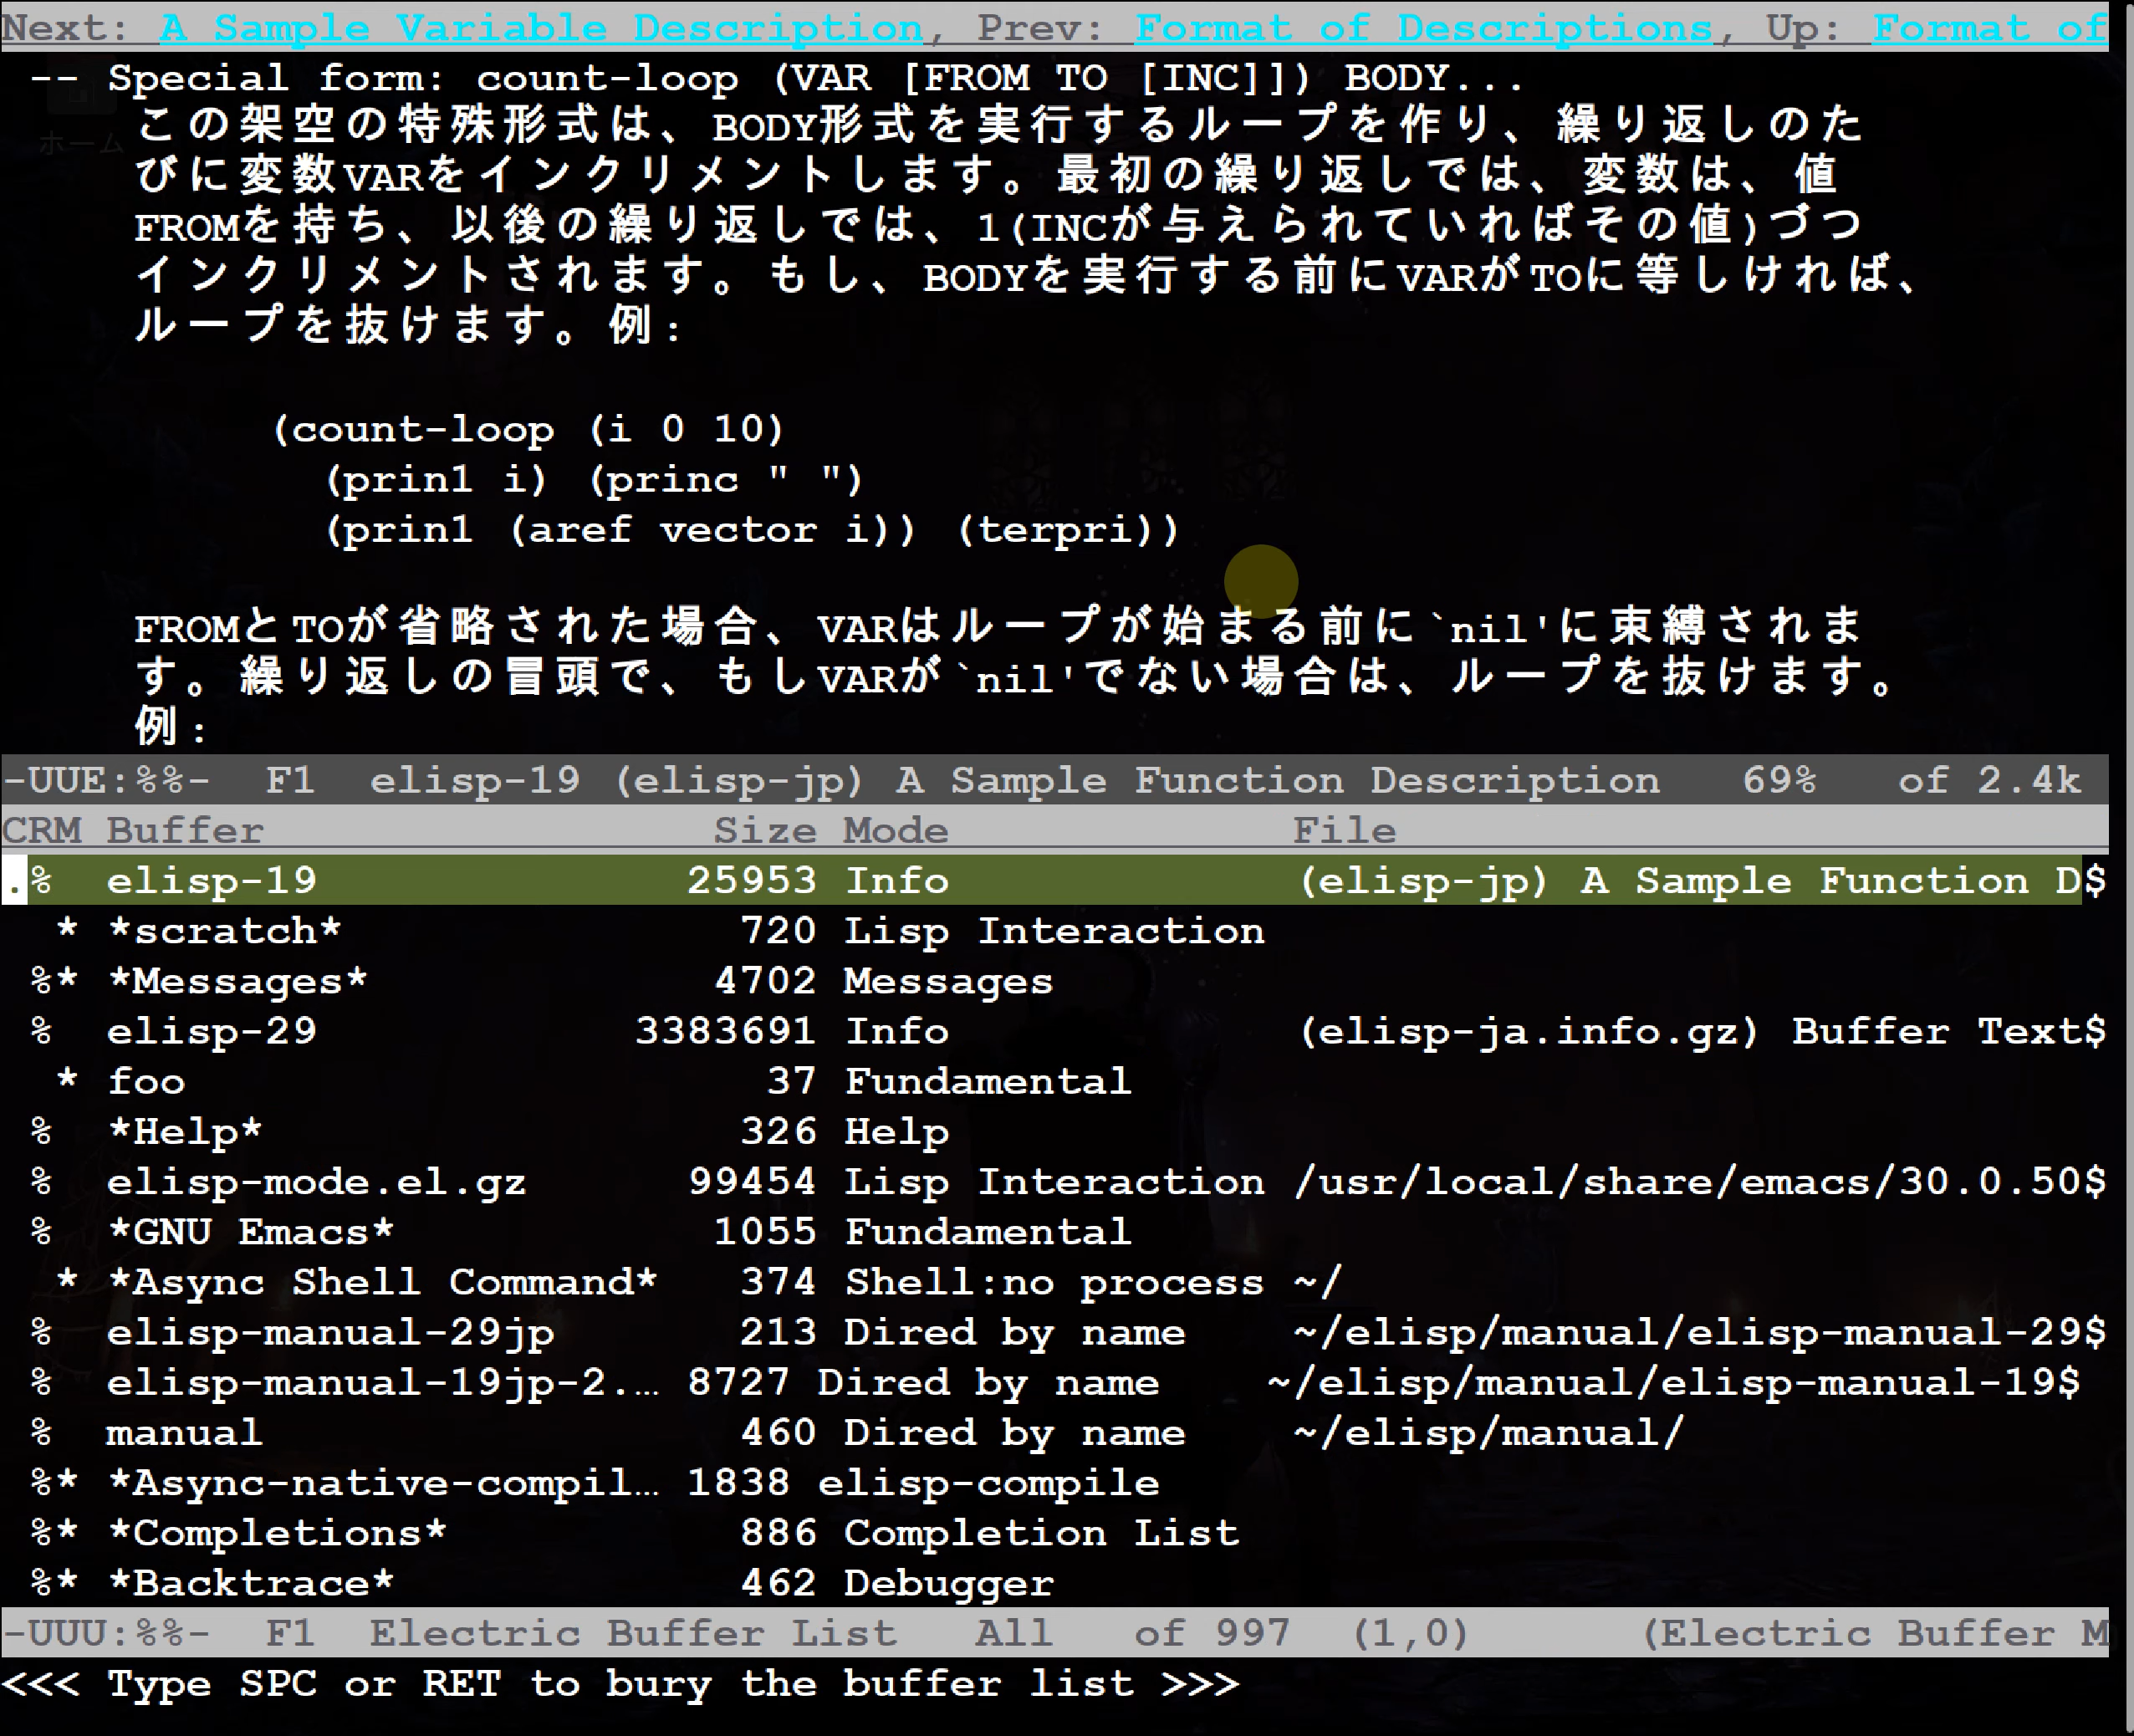 Next: A Sample Variable Description, Prev: Format of Descriptions, Up: Format of
-- Special form: count-loop (VAR [FROM TO [INC]]) BODY...
ホーム
この架空の特殊形式は、BODY形式を実行するループを作り、繰り返しのた
びに変数VARをインクリメントします。最初の繰り返しでは、変数は、値
FROMを持ち、以後の繰り返しでは、1(INCが与えられていればその値)づつ
インクリメントされます。もし、BODYを実行する前にVARがTOに等しければ、
ループを抜けます。例:
(count-loop (i 0 10)
(prin1 i) (princ " ")
(prin1 (aref vector i)) (terpri))
FROMとTOが省略された場合、VARはループが始まる前に`nil'に束縛されま
す。繰り返しの冒頭で、もしVARが`nil'でない場合は、ループを抜けます。
例:
-UUE:%%-  F1  elisp-19 (elisp-jp) A Sample Function Description   69%   of 2.4k
CRM Buffer                 Size Mode             File
.%  elisp-19              25953 Info             (elisp-jp) A Sample Function D$
  * *scratch*               720 Lisp Interaction
 %* *Messages*             4702 Messages
 %  elisp-29            3383691 Info             (elisp-ja.info.gz) Buffer Text$
  * foo                      37 Fundamental
 %  *Help*                  326 Help
 %  elisp-mode.el.gz      99454 Lisp Interaction /usr/local/share/emacs/30.0.50$
 %  *GNU Emacs*            1055 Fundamental
  * *Async Shell Command*   374 Shell:no process ~/
 %  elisp-manual-29jp       213 Dired by name    ~/elisp/manual/elisp-manual-29$
 %  elisp-manual-19jp-2.… 8727 Dired by name    ~/elisp/manual/elisp-manual-19$
 %  manual                  460 Dired by name    ~/elisp/manual/
 %* *Async-native-compil… 1838 elisp-compile
 %* *Completions*           886 Completion List
 %* *Backtrace*             462 Debugger
-UUU:%%-  F1  Electric Buffer List   All   of 997  (1,0)      (Electric Buffer M
<<< Type SPC or RET to bury the buffer list >>>